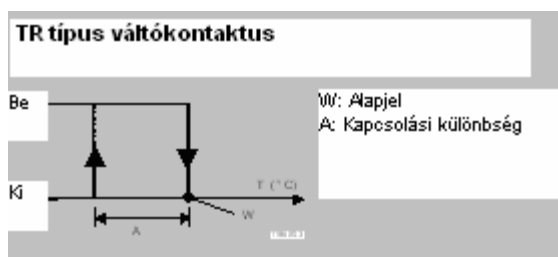 TR típus váltókontaktus
Be
W: Alapjel
A: Kapcsolási különbség
Ki
T (°C)
W
A